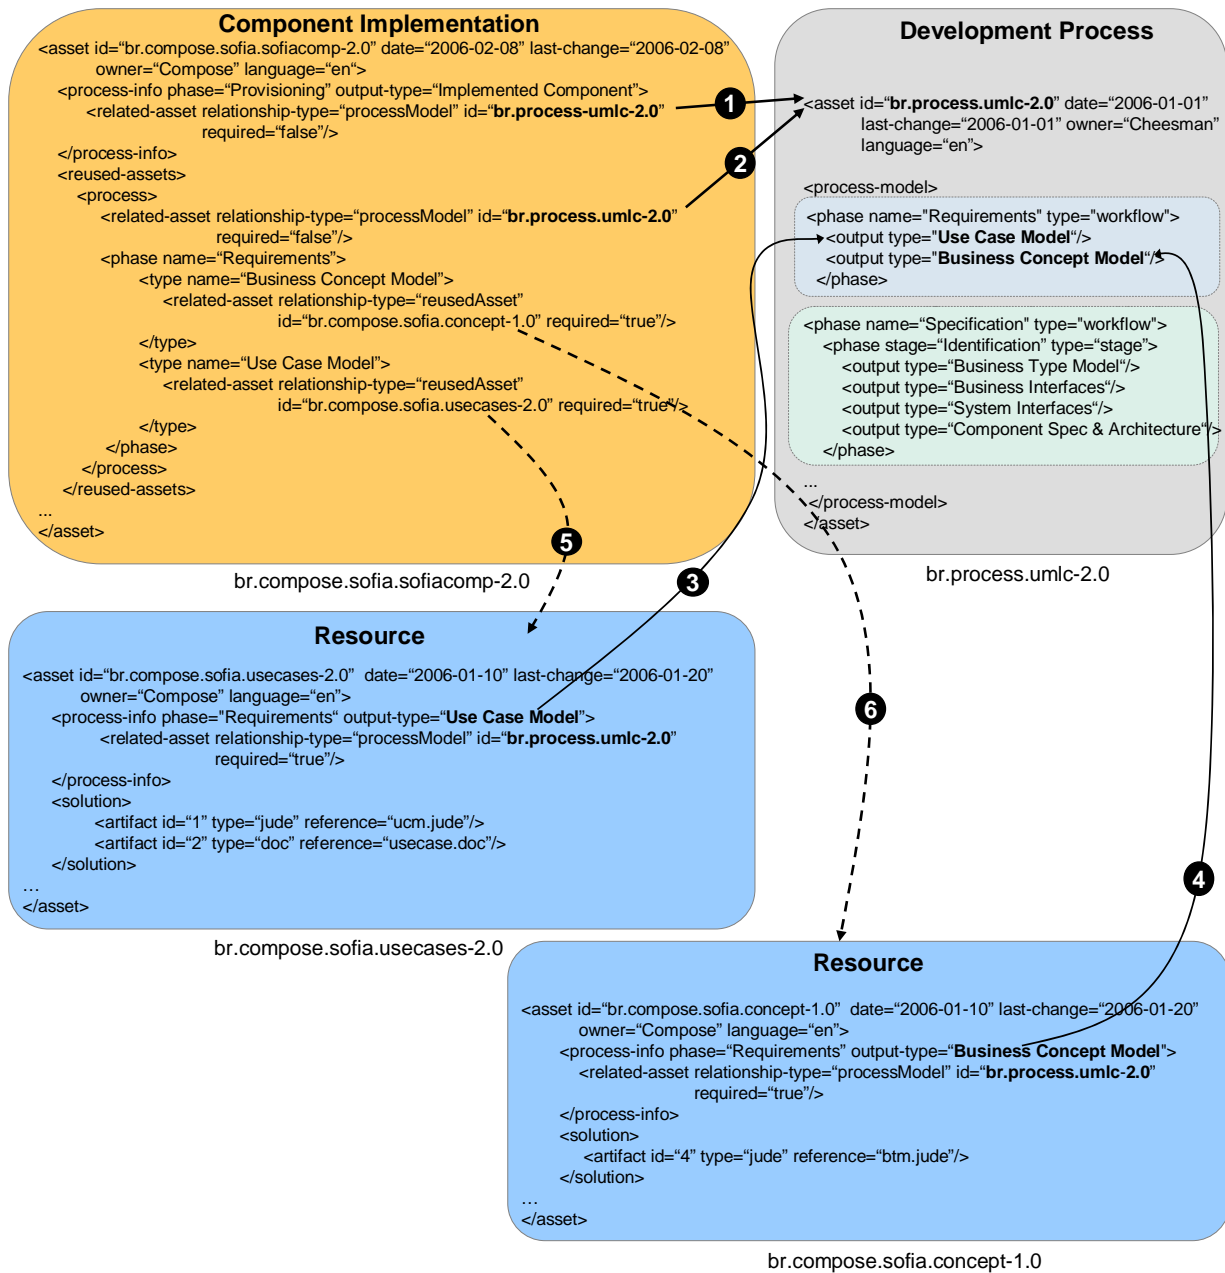 Component Implementation
<asset id=“br.compose.sofia.sofiacomp-2.0” date=“2006-02-08” last-change=“2006-02-08”
owner=“Compose” language=“en“>
<process-info phase=“Provisioning” output-type=“Implemented Component”>
<related-asset relationship-type=“processModel” id=“br.process-umlc-2.0”
required=“false”/>
</process-info>
<reused-assets>
<process>
<related-asset relationship-type=“processModel” id=“br.process.umlc-2.0”
required=“false”/>
<phase name=“Requirements”>
<type name=“Business Concept Model”>
<related-asset relationship-type=“reusedAsset”
id=“br.compose.sofia.concept-1.0” required=“true”/>
</type>
<type name=“Use Case Model”>
<related-asset relationship-type=“reusedAsset”
id=“br.compose.sofia.usecases-2.0” required=“true”/>
</type>
</phase>
</process>
</reused-assets>
...
</asset>
br.compose.sofia.sofiacomp-2.0
1
2
Development Process
<asset id=“br.process.umlc-2.0” date=“2006-01-01”
last-change=“2006-01-01” owner=“Cheesman”
language=“en”>
<process-model>
<phase name="Requirements" type="workflow">
<output type="Use Case Model“/>
<output type="Business Concept Model“/>
</phase>
<phase name=“Specification" type="workflow">
<phase stage=“Identification” type=“stage”>
<output type=“Business Type Model”/>
<output type=“Business Interfaces”/>
<output type=“System Interfaces”/>
<output type=“Component Spec & Architecture“/>
</phase>
...
</process-model>
</asset>
br.process.umlc-2.0
5
3
6
4
Resource
<asset id=“br.compose.sofia.usecases-2.0” date=“2006-01-10” last-change=“2006-01-20”
owner=“Compose” language=“en”>
<process-info phase="Requirements“ output-type=“Use Case Model”>
<related-asset relationship-type=“processModel” id=“br.process.umlc-2.0”
required=“true”/>
</process-info>
<solution>
<artifact id=“1” type=“jude” reference=“ucm.jude”/>
<artifact id=“2” type=“doc” reference=“usecase.doc”/>
</solution>
…
</asset>
br.compose.sofia.usecases-2.0
Resource
<asset id=“br.compose.sofia.concept-1.0” date=“2006-01-10” last-change=“2006-01-20”
owner=“Compose” language=“en”>
<process-info phase=“Requirements” output-type=“Business Concept Model”>
<related-asset relationship-type=“processModel” id=“br.process.umlc-2.0”
required=“true”/>
</process-info>
<solution>
<artifact id=“4” type=“jude” reference=“btm.jude”/>
</solution>
…
</asset>
br.compose.sofia.concept-1.0